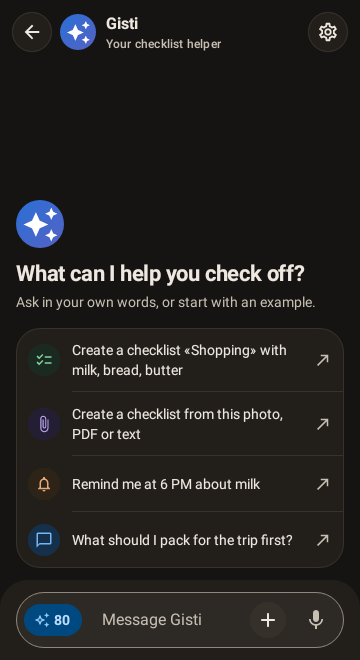 Gisti
Your checklist helper
What can I help you check off?
Ask in your own words, or start with an example.
Create a checklist «Shopping» with
milk, bread, butter
Create a checklist from this photo,
PDF or text
Remind me at 6 PM about milk
What should I pack for the trip first?
80 Message Gisti